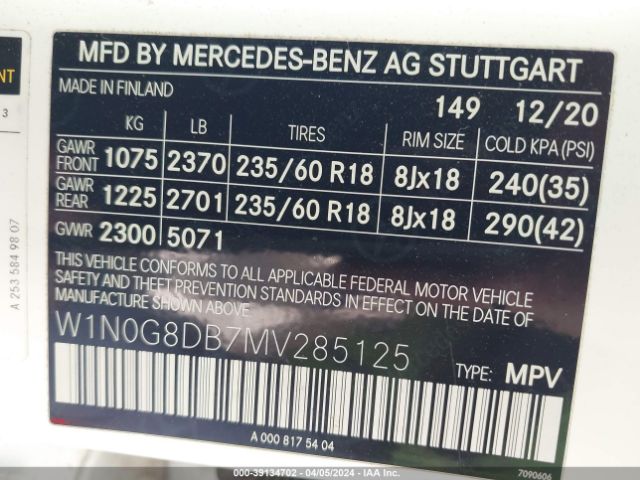 MFD BY MERCEDES-BENZ AG STUTTGART
MADE IN FINLAND 149 12/20
KG LB TIRES RIM SIZE COLD KPA (PSI)
GAWR FRONT 1075 2370 235/60 R18 8Jx18 240(35)
GAWR REAR 1225 2701 235/60 R18 8Jx18 290(42)
GVWR 2300 5071
THIS VEHICLE CONFORMS TO ALL APPLICABLE FEDERAL MOTOR VEHICLE
SAFETY AND THEFT PREVENTION STANDARDS IN EFFECT ON THE DATE OF
MANUFACTURE SHOWN ABOVE
W1N0G8DB7MV285125
TYPE: MPV
A 000 817 54 04
7090606
NT
3
A 253 584 98 07
000-39134702 - 04/05/2024 - IAA Inc.